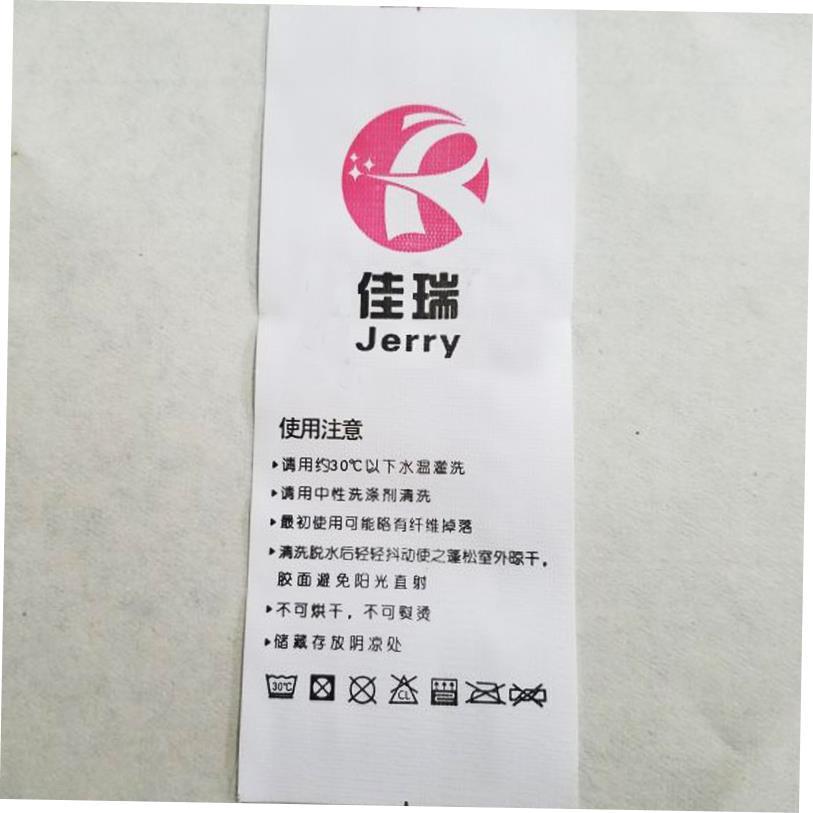 佳瑞
Jerry
使用注意
▸请用约30℃以下水温灌洗
▸请用中性洗涤剂清洗
▸最初使用可能略有纤维掉落
▸清洗脱水后轻轻抖动使之蓬松室外晾干，
胶面避免阳光直射
▸不可烘干，不可熨烫
▸储藏存放阴凉处
30℃ CL